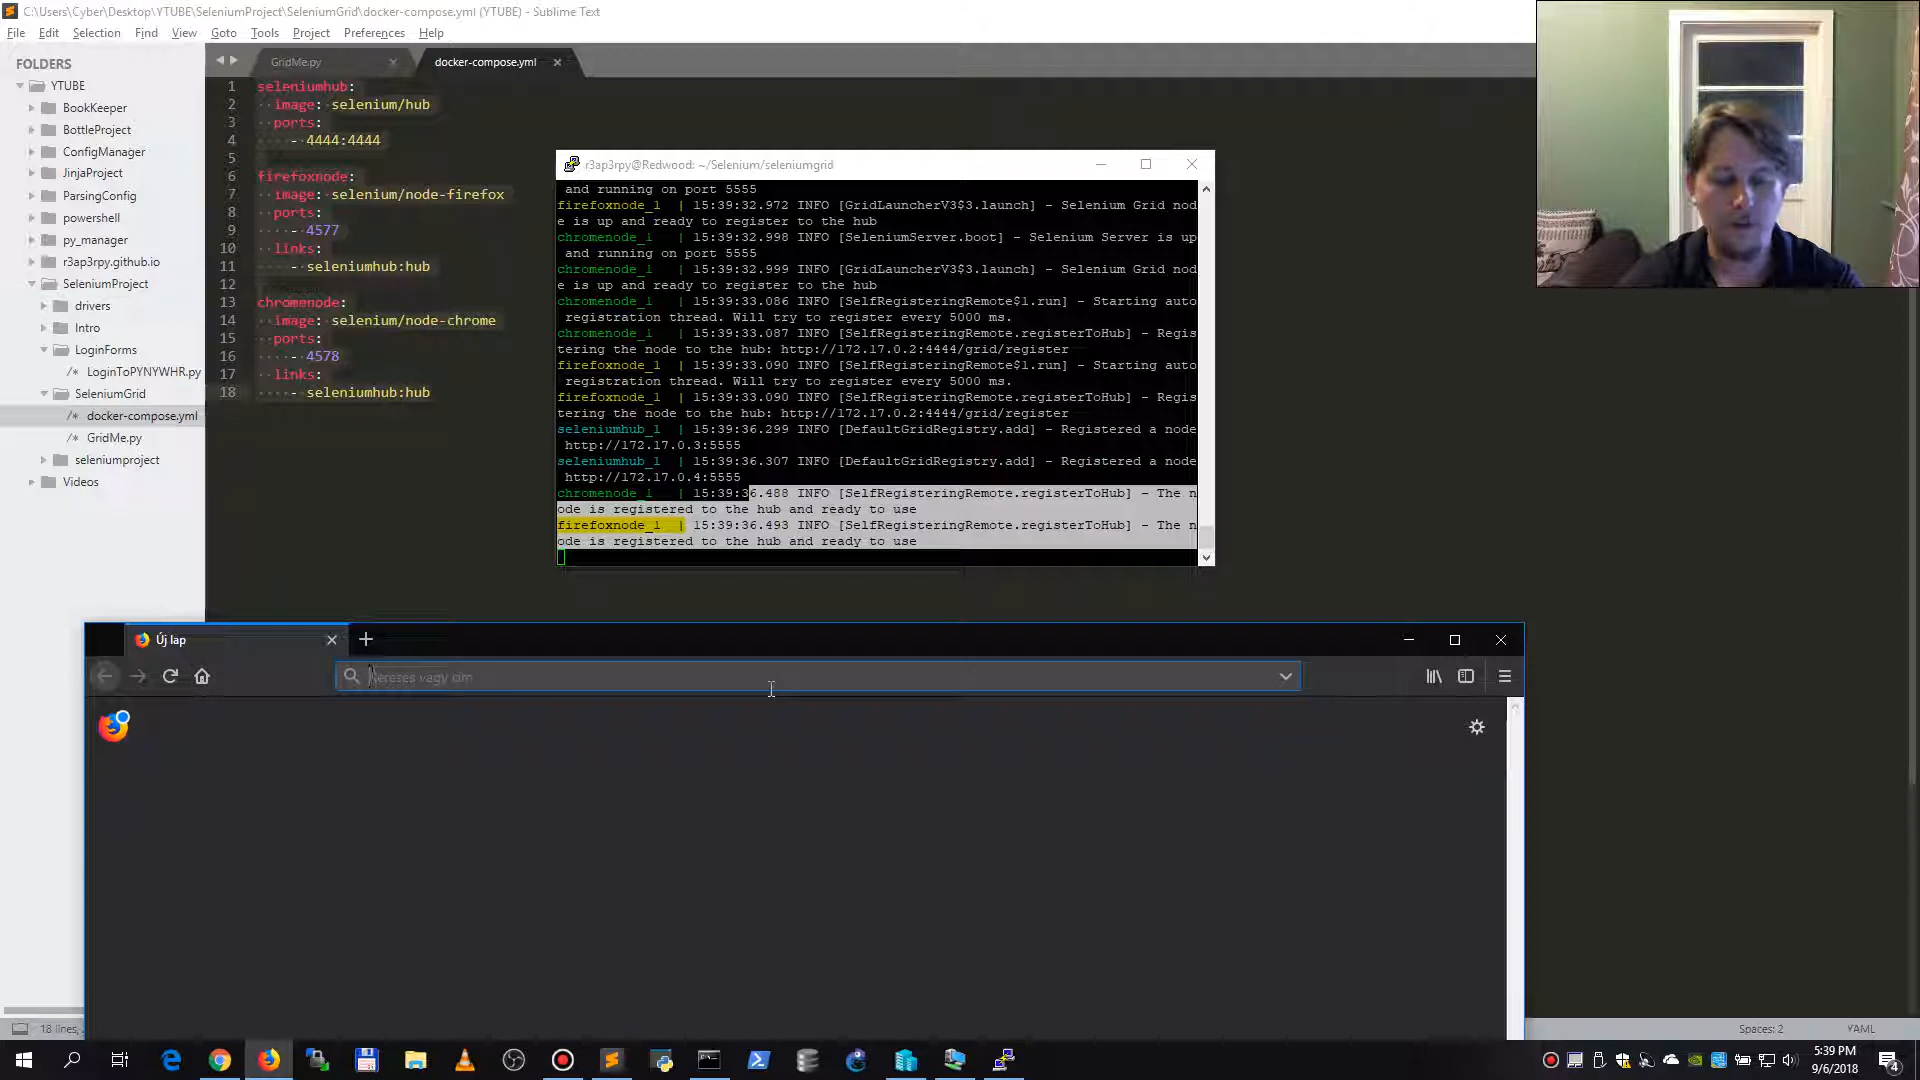 C:\Users\Cyber\Desktop\YTUBE\SeleniumProject\SeleniumGrid\docker-compose.yml (YTUBE) - Sublime Text
File Edit Selection Find View Goto Tools Project Preferences Help
FOLDERS
YTUBE
BookKeeper
BottleProject
ConfigManager
JinjaProject
ParsingConfig
powershell
py_manager
r3ap3rpy.github.io
SeleniumProject
drivers
Intro
LoginForms
/* LoginToPYNYWHR.py
SeleniumGrid
/* docker-compose.yml
/* GridMe.py
seleniumproject
Videos
GridMe.py
docker-compose.yml
1 seleniumhub:
2 image: selenium/hub
3 ports:
4 - 4444:4444
5
6 firefoxnode:
7 image: selenium/node-firefox
8 ports:
9 - 4577
10 links:
11 - seleniumhub:hub
12
13 chromenode:
14 image: selenium/node-chrome
15 ports:
16 - 4578
17 links:
18 - seleniumhub:hub
r3ap3rpy@Redwood: ~/Selenium/seleniumgrid
and running on port 5555
firefoxnode_1 | 15:39:32.972 INFO [GridLauncherV3$3.launch] - Selenium Grid nod
e is up and ready to register to the hub
chromenode_1 | 15:39:32.998 INFO [SeleniumServer.boot] - Selenium Server is up
and running on port 5555
chromenode_1 | 15:39:32.999 INFO [GridLauncherV3$3.launch] - Selenium Grid nod
e is up and ready to register to the hub
chromenode_1 | 15:39:33.086 INFO [SelfRegisteringRemote$1.run] - Starting auto
registration thread. Will try to register every 5000 ms.
chromenode_1 | 15:39:33.087 INFO [SelfRegisteringRemote.registerToHub] - Regis
tering the node to the hub: http://172.17.0.2:4444/grid/register
firefoxnode_1 | 15:39:33.090 INFO [SelfRegisteringRemote$1.run] - Starting auto
registration thread. Will try to register every 5000 ms.
firefoxnode_1 | 15:39:33.090 INFO [SelfRegisteringRemote.registerToHub] - Regis
tering the node to the hub: http://172.17.0.2:4444/grid/register
seleniumhub_1 | 15:39:36.299 INFO [DefaultGridRegistry.add] - Registered a node
http://172.17.0.3:5555
seleniumhub_1 | 15:39:36.307 INFO [DefaultGridRegistry.add] - Registered a node
http://172.17.0.4:5555
chromenode_1 | 15:39:36.488 INFO [SelfRegisteringRemote.registerToHub] - The n
ode is registered to the hub and ready to use
firefoxnode_1 | 15:39:36.493 INFO [SelfRegisteringRemote.registerToHub] - The n
ode is registered to the hub and ready to use
Új lap
vagy cím
18 lines,
Spaces: 2
YAML
5:39 PM
9/6/2018
4